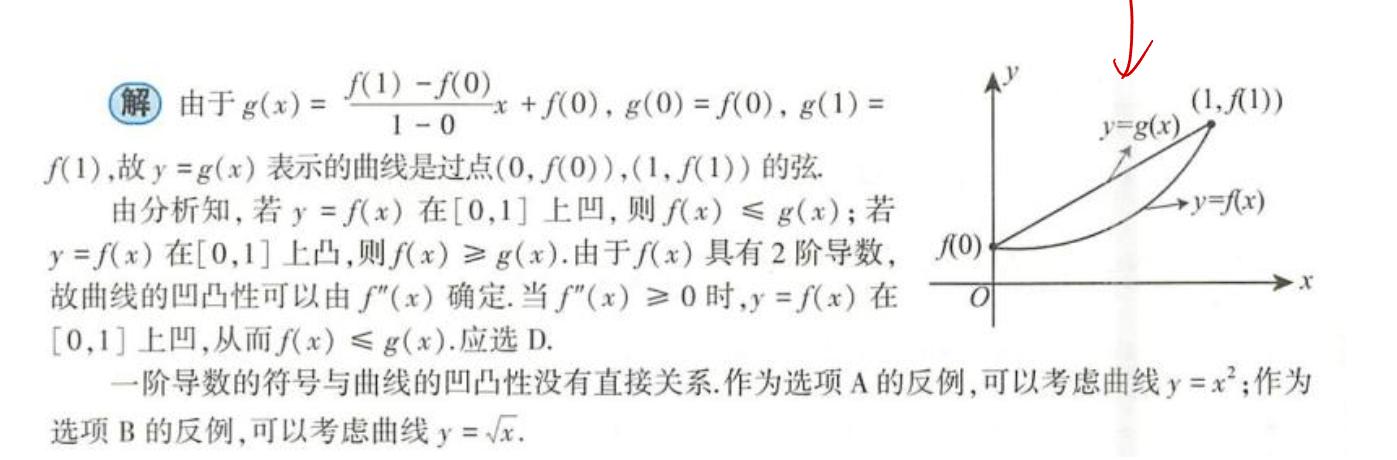 解 由于 g(x) = \frac{f(1) - f(0)}{1 - 0}x + f(0), g(0) = f(0), g(1) =
f(1),故 y = g(x) 表示的曲线是过点(0, f(0)),(1, f(1)) 的弦.
由分析知,若 y = f(x) 在[0,1] 上凹,则 f(x) ≤ g(x);若
y = f(x) 在[0,1] 上凸,则 f(x) ≥ g(x).由于 f(x) 具有 2 阶导数,
故曲线的凹凸性可以由 f″(x) 确定.当 f″(x) ≥ 0 时,y = f(x) 在
[0,1] 上凹,从而 f(x) ≤ g(x).应选 D.
一阶导数的符号与曲线的凹凸性没有直接关系.作为选项 A 的反例,可以考虑曲线 y = x²;作为
选项 B 的反例,可以考虑曲线 y = √x.
y
(1, f(1))
y=g(x)
y=f(x)
f(0)
O
x